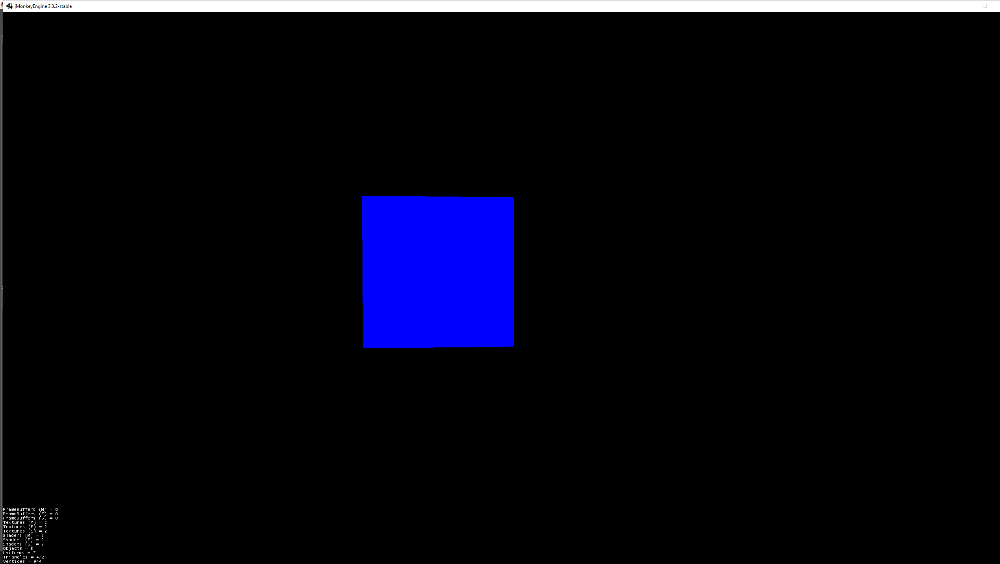 jMonkeyEngine 3.3.2-stable
FrameBuffers (M) = 0
FrameBuffers (F) = 0
FrameBuffers (S) = 0
Textures (M) = 2
Textures (F) = 2
Textures (S) = 2
Shaders (M) = 2
Shaders (F) = 2
Shaders (S) = 2
Objects = 5
Uniforms = 7
Triangles = 472
Vertices = 944